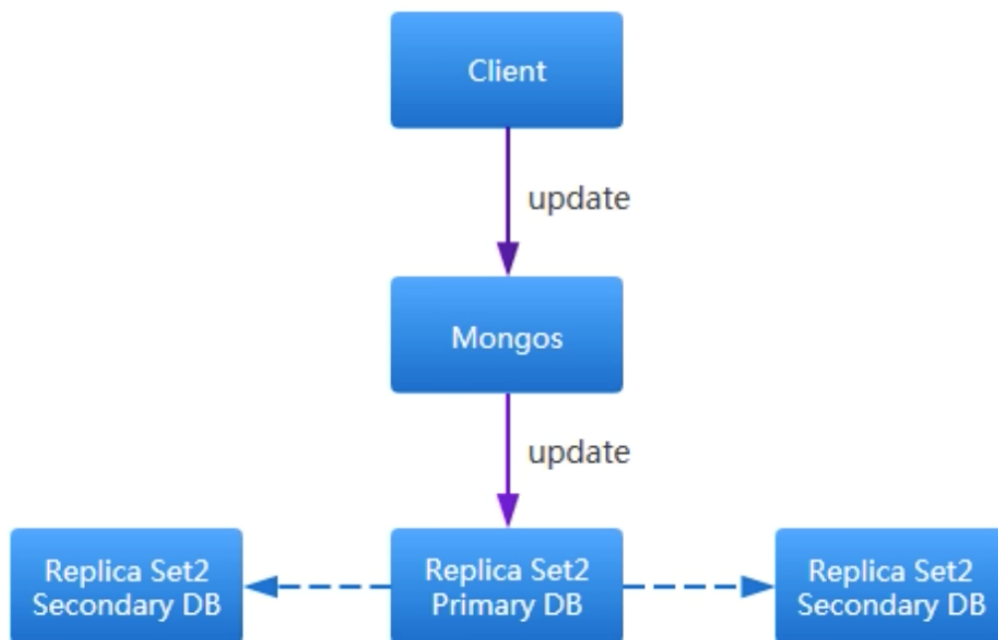 Client
update
Mongos
update
Replica Set2
Secondary DB
Replica Set2
Primary DB
Replica Set2
Secondary DB